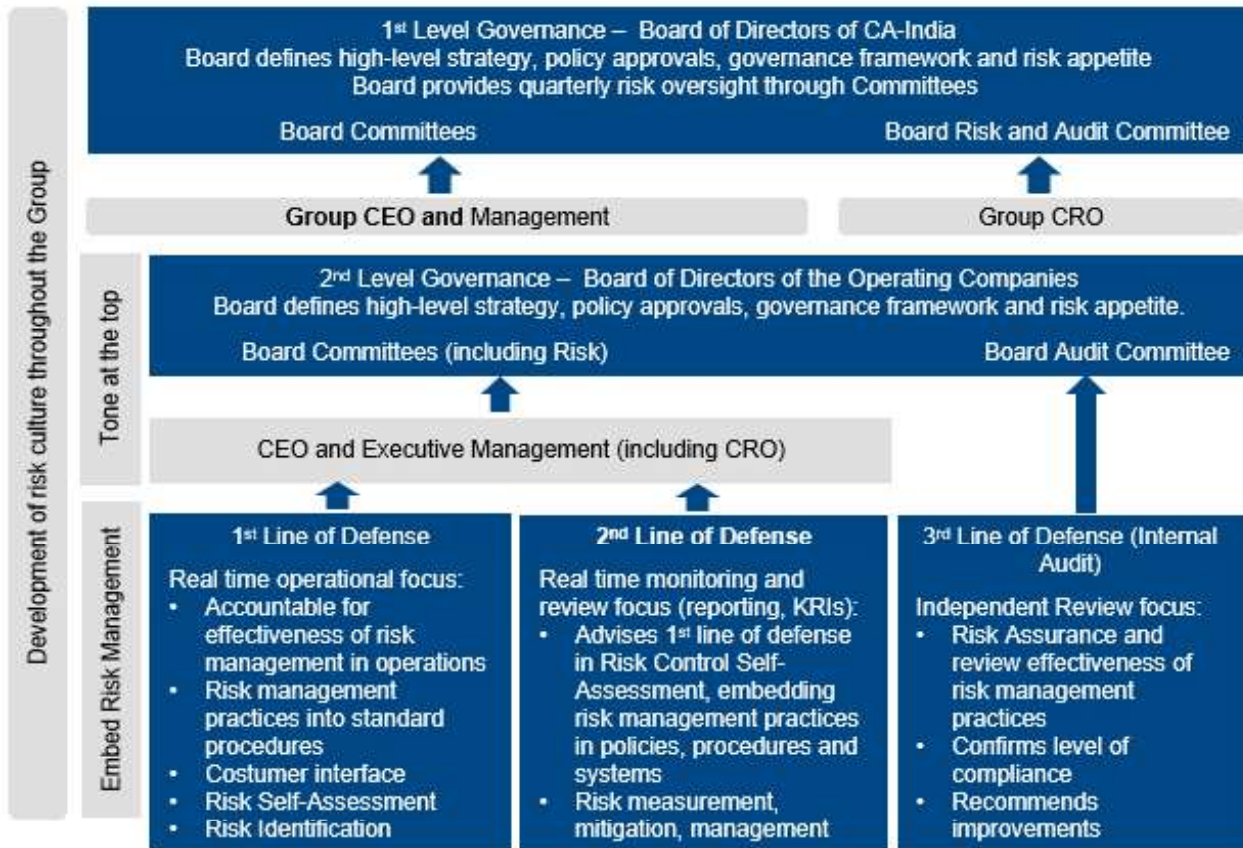 Development of risk culture throughout the Group
1st Level Governance – Board of Directors of CA-India
Board defines high-level strategy, policy approvals, governance framework and risk appetite
Board provides quarterly risk oversight through Committees
Board Committees
Board Risk and Audit Committee
Group CEO and Management
Group CRO
Tone at the top
2nd Level Governance – Board of Directors of the Operating Companies
Board defines high-level strategy, policy approvals, governance framework and risk appetite.
Board Committees (including Risk)
Board Audit Committee
CEO and Executive Management (including CRO)
Embed Risk Management
1st Line of Defense
Real time operational focus:
• Accountable for
effectiveness of risk
management in operations
• Risk management
practices into standard
procedures
• Costumer interface
• Risk Self-Assessment
• Risk Identification
2nd Line of Defense
Real time monitoring and
review focus (reporting, KRIs):
• Advises 1st line of defense
in Risk Control Self-
Assessment, embedding
risk management practices
in policies, procedures and
systems
• Risk measurement,
mitigation, management
3rd Line of Defense (Internal
Audit)
Independent Review focus:
• Risk Assurance and
review effectiveness of
risk management
practices
• Confirms level of
compliance
• Recommends
improvements